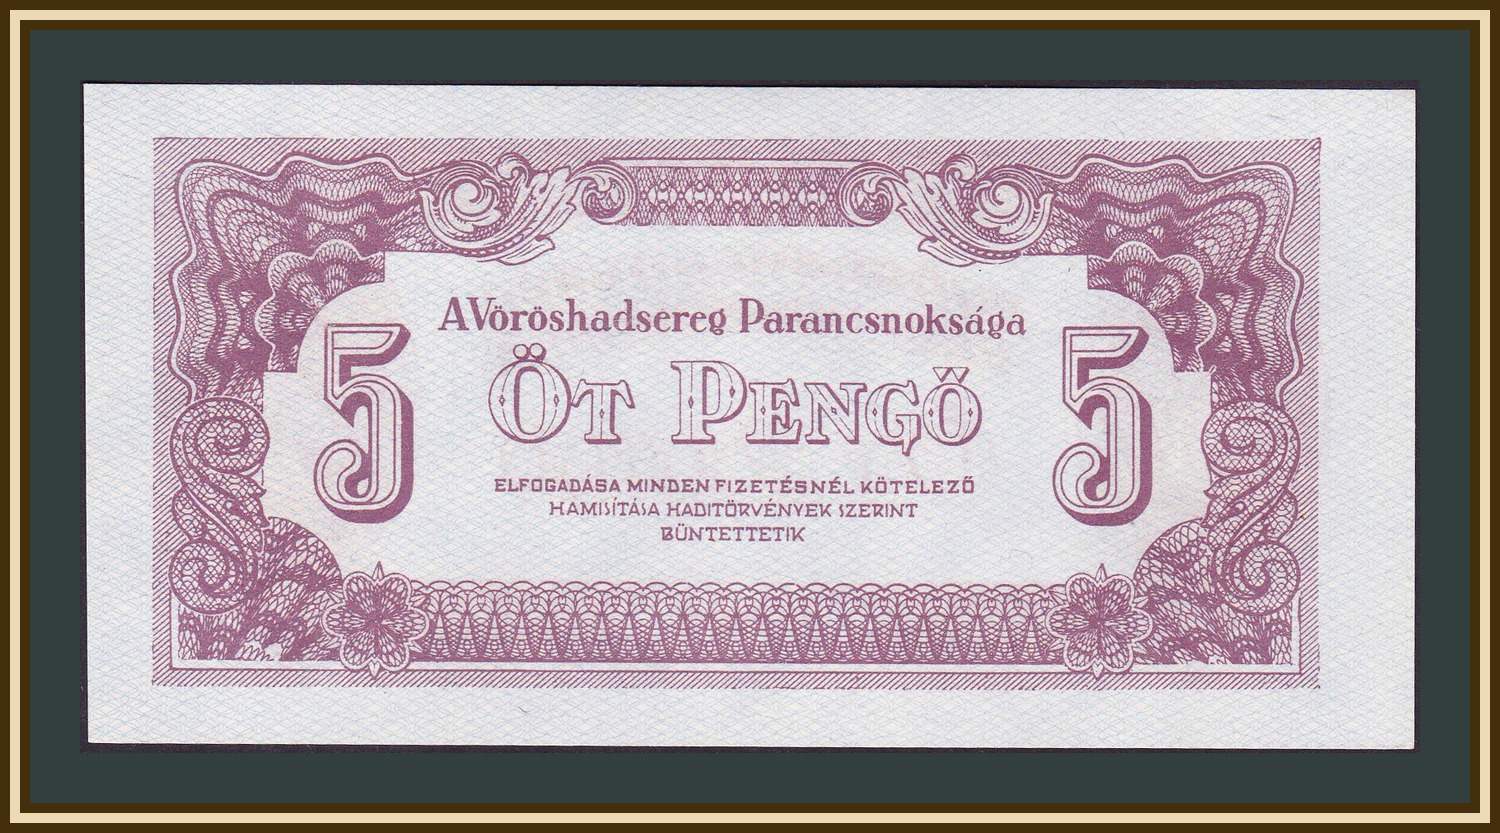 A Vöröshadsereg Parancsnoksága
5 ÖT PENGŐ 5
ELFOGADÁSA MINDEN FIZETÉSNÉL KÖTELEZŐ
HAMISÍTÁSA HADITÖRVÉNYEK SZERINT
BÜNTETTETIK